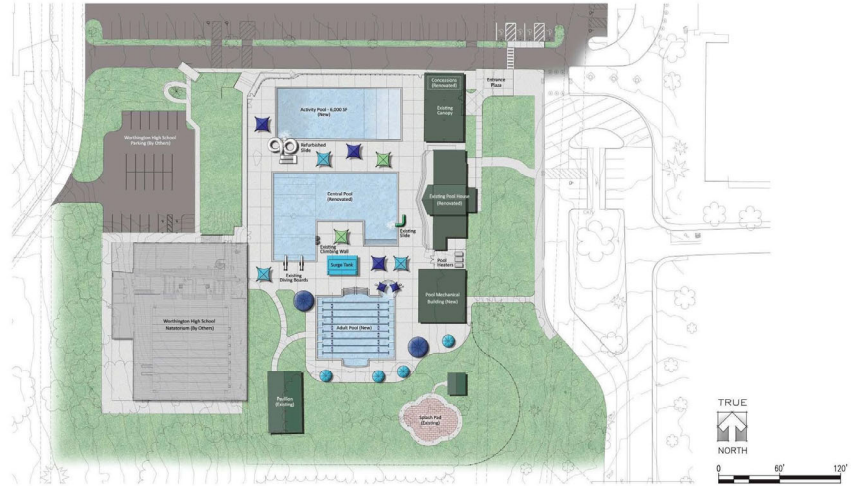 Concessions
(Renovated)
Entrance
Plaza
Activity Pool - 6,000 SF
(New)
Existing
Canopy
Worthington High School
Parking (By Others)
Refurbished
Slide
Central Pool
(Renovated)
Existing Pool House
(Renovated)
Existing
Slide
Existing
Climbing Wall
Surge Tank
Pool
Heaters
Existing
Diving Boards
Pool Mechanical
Building (New)
Worthington High School
Natatorium (By Others)
Adult Pool (New)
Pavilion
(Existing)
Splash Pad
(Existing)
TRUE
NORTH
0 60' 120'